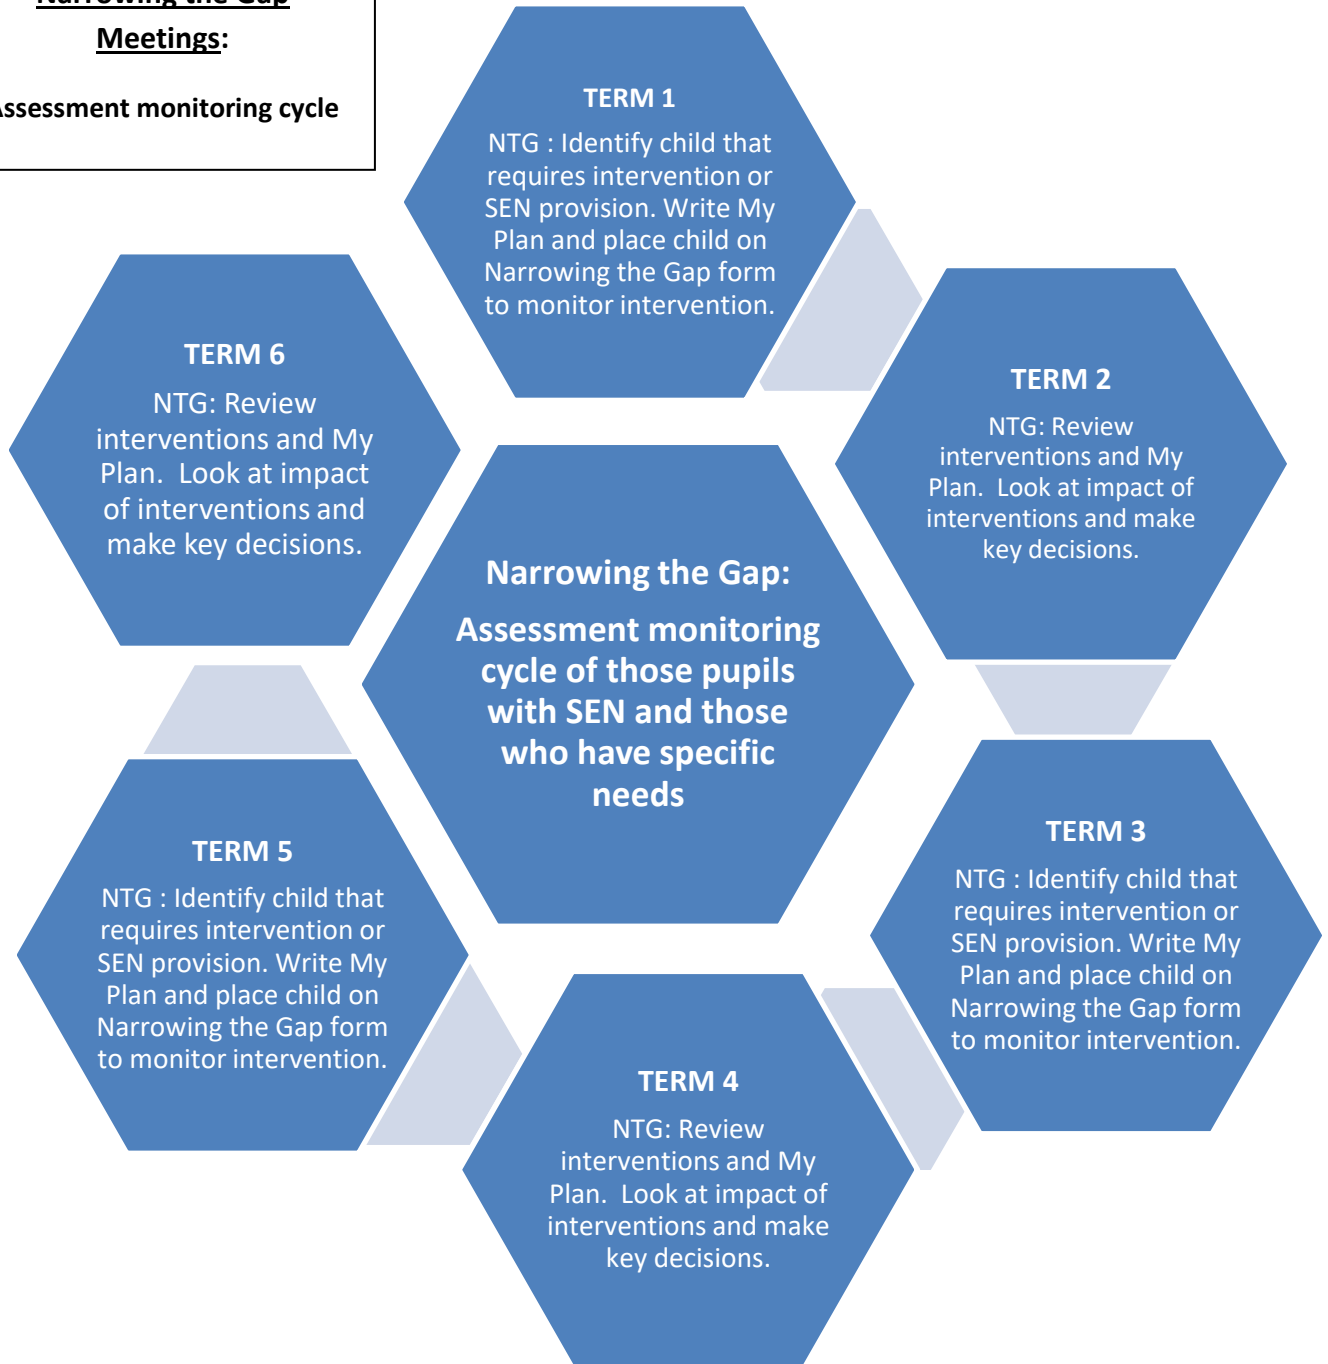 Narrowing the Gap
Meetings:
Assessment monitoring cycle
TERM 1
NTG : Identify child that
requires intervention or
SEN provision. Write My
Plan and place child on
Narrowing the Gap form
to monitor intervention.
TERM 2
NTG: Review
interventions and My
Plan.  Look at impact of
interventions and make
key decisions.
TERM 3
NTG : Identify child that
requires intervention or
SEN provision. Write My
Plan and place child on
Narrowing the Gap form
to monitor intervention.
TERM 4
NTG: Review
interventions and My
Plan.  Look at impact of
interventions and make
key decisions.
TERM 5
NTG : Identify child that
requires intervention or
SEN provision. Write My
Plan and place child on
Narrowing the Gap form
to monitor intervention.
TERM 6
NTG: Review
interventions and My
Plan.  Look at impact
of interventions and
make key decisions.
Narrowing the Gap:
Assessment monitoring
cycle of those pupils
with SEN and those
who have specific
needs